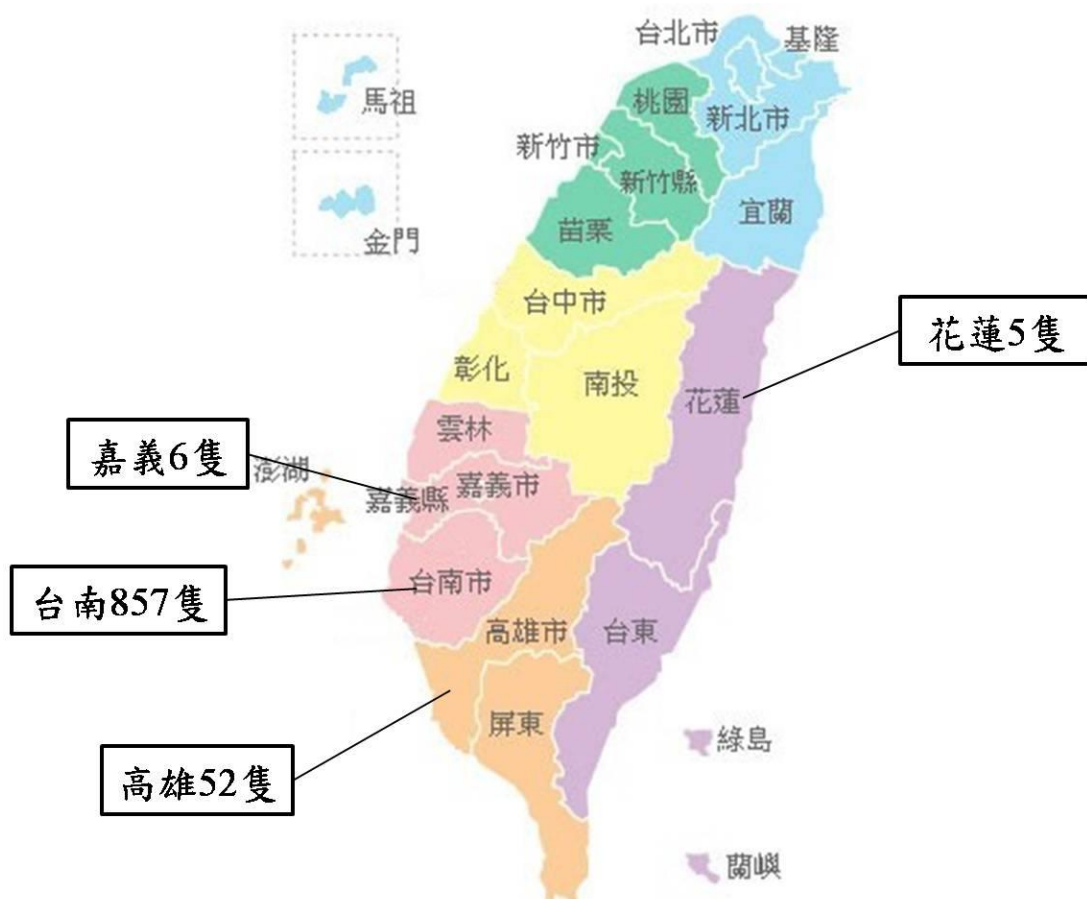 台北市
基隆
馬祖
桃園
新北市
新竹市
新竹縣
宜蘭
金門
苗栗
台中市
花蓮5隻
彰化
南投
花蓮
雲林
嘉義6隻
澎湖
嘉義市
嘉義縣
台南市
台南857隻
高雄市
台東
屏東
綠島
高雄52隻
蘭嶼